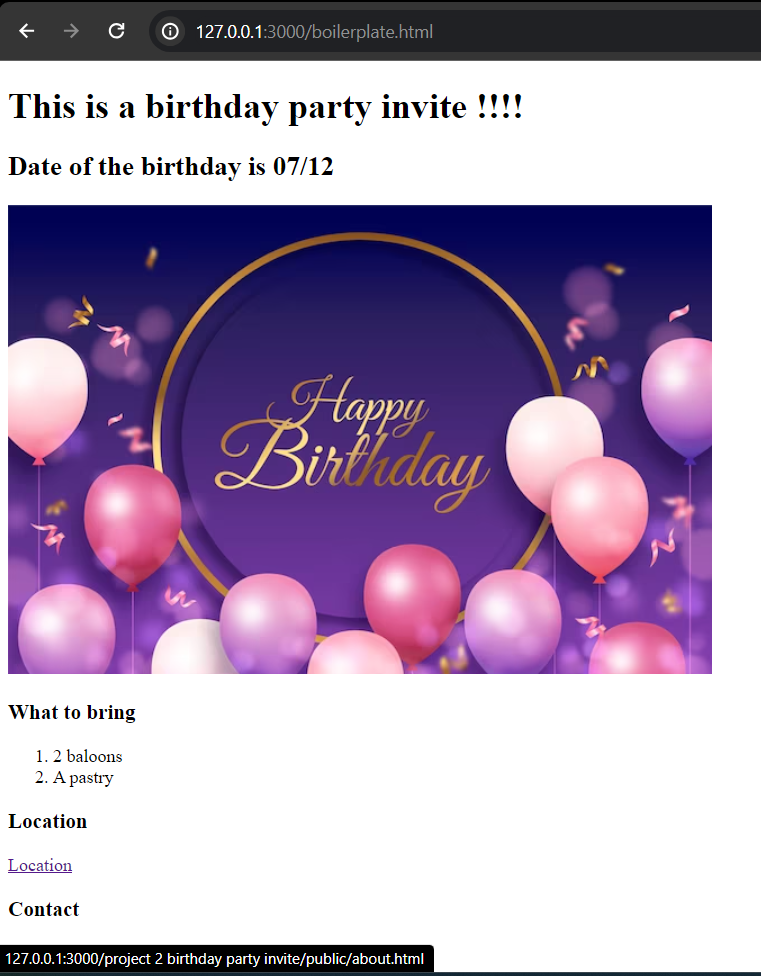 127.0.0.1:3000/boilerplate.html
This is a birthday party invite !!!!
Date of the birthday is 07/12
Happy
Birthday
What to bring
1. 2 baloons
2. A pastry
Location
Location
Contact
127.0.0.1:3000/project 2 birthday party invite/public/about.html